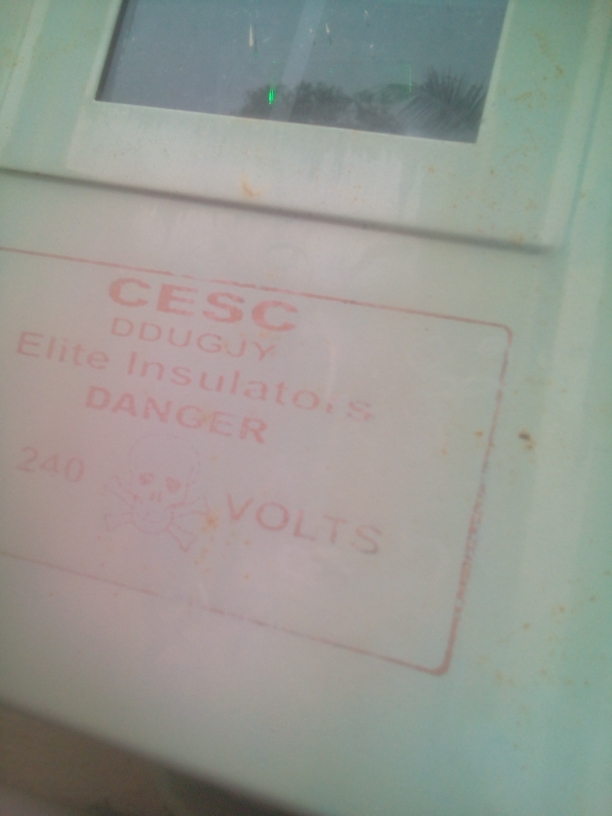 CESC
DDUGJY
Elite Insulators
DANGER
240 VOLTS